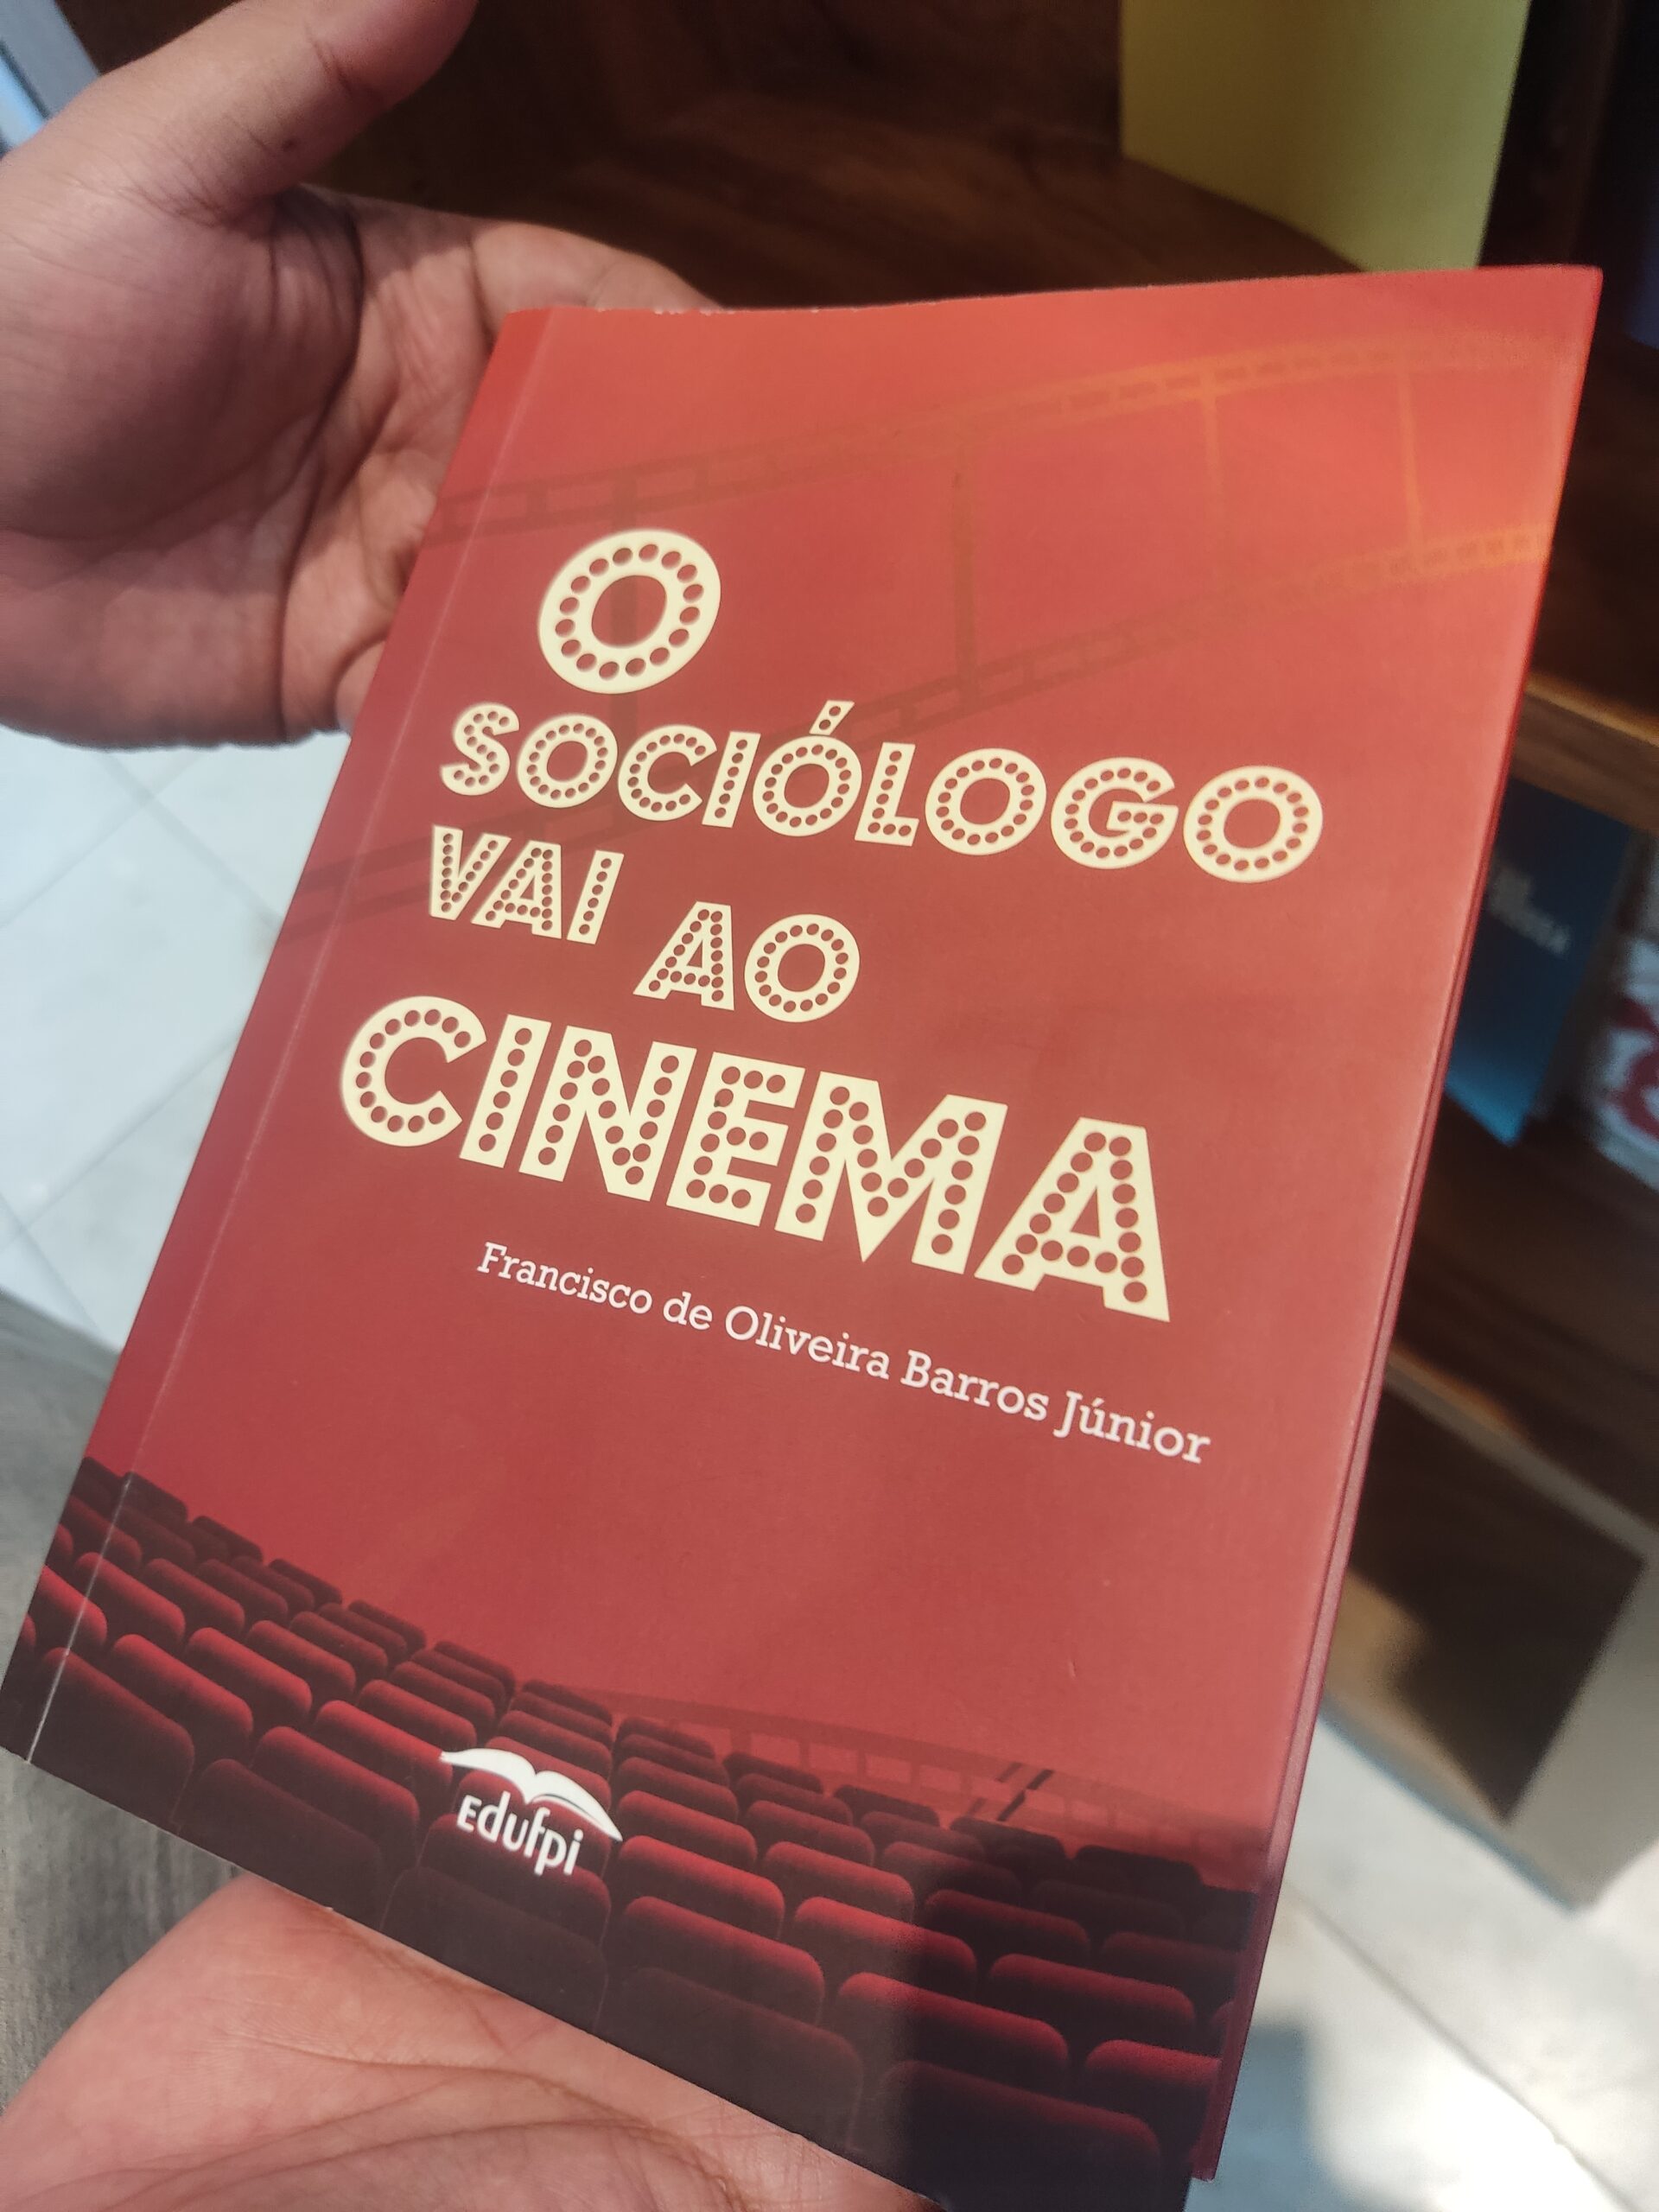 O
SOCIÓLOGO
VAI AO
CINEMA
Francisco de Oliveira Barros Júnior
Edufpi